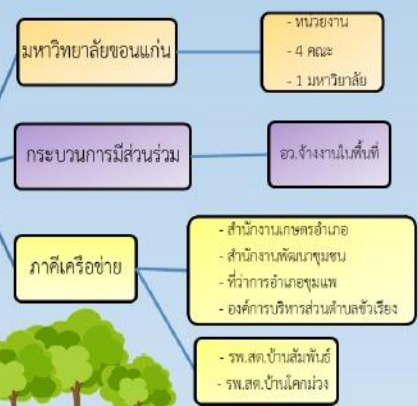 มหาวิทยาลัยขอนแก่น
- หน่วยงาน
- 4 คณะ
- 1 มหาวิยาลัย
กระบวนการมีส่วนร่วม
อว.จ้างงานในพื้นที่
ภาคีเครือข่าย
- สำนักงานเกษตรอำเภอ
- สำนักงานพัฒนาชุมชน
- ที่ว่าการอำเภอชุมแพ
- องค์การบริหารส่วนตำบลขัวเรียง
- รพ.สต.บ้านสัมพันธ์
- รพ.สต.บ้านโคกม่วง